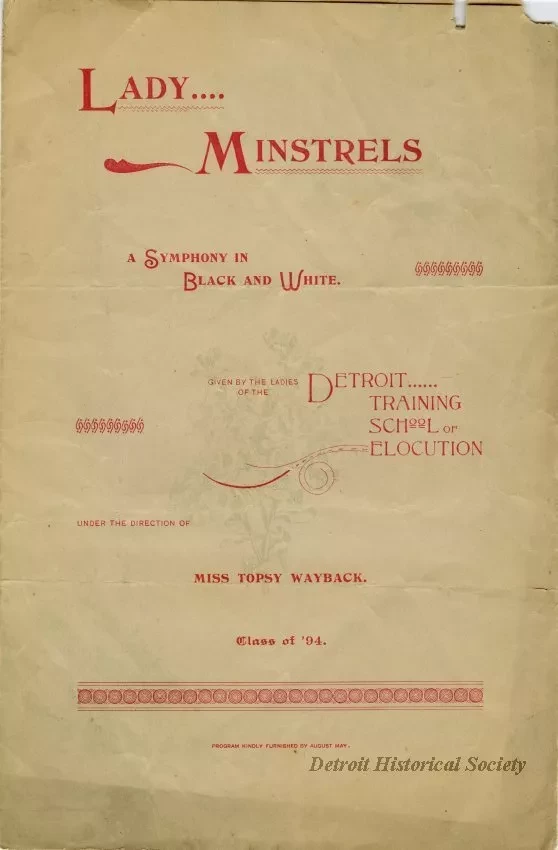 LADY....
MINSTRELS
A SYMPHONY IN
BLACK AND WHITE.
GIVEN BY THE LADIES
OF THE
DETROIT......
TRAINING
SCHOOL OF
ELOCUTION
UNDER THE DIRECTION OF
MISS TOPSY WAYBACK.
Class of '94.
PROGRAM KINDLY FURNISHED BY AUGUST MAY.
Detroit Historical Society